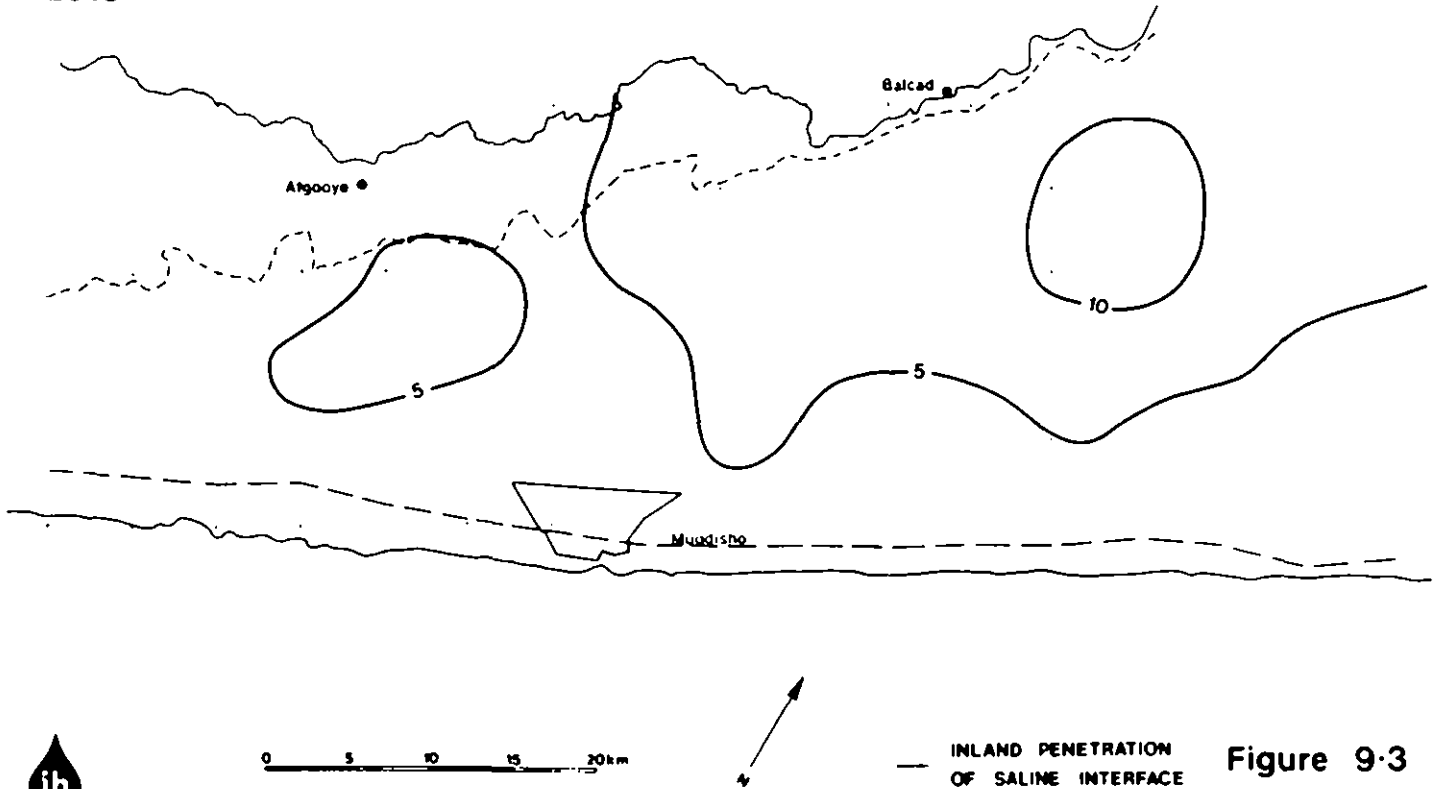 Balcad
Afgooye
10
5
5
Muqdisho
0 5 10 15 20km
N
INLAND PENETRATION
OF SALINE INTERFACE
Figure 9·3
ih